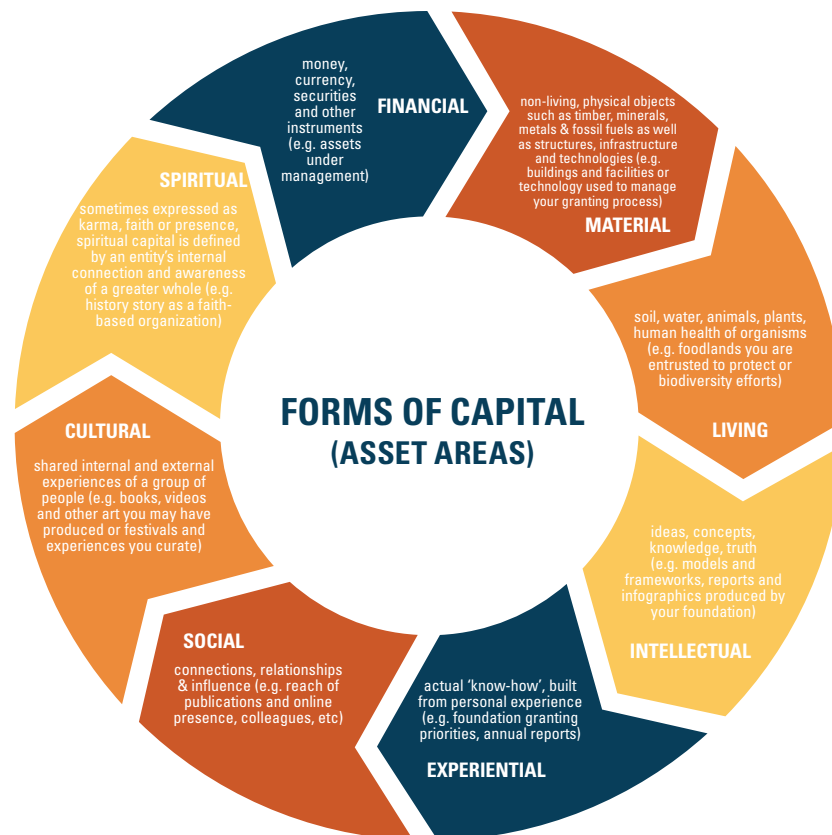 FORMS OF CAPITAL
(ASSET AREAS)
money,
currency,
securities
and other
instruments
(e.g. assets
under
management)
FINANCIAL
non-living, physical objects
such as timber, minerals,
metals & fossil fuels as well
as structures, infrastructure
and technologies (e.g.
buildings and facilities or
technology used to manage
your granting process)
MATERIAL
soil, water, animals, plants,
human health of organisms
(e.g. foodlands you are
entrusted to protect or
biodiversity efforts)
LIVING
ideas, concepts,
knowledge, truth
(e.g. models and
frameworks, reports and
infographics produced by
your foundation)
INTELLECTUAL
actual ‘know-how’, built
from personal experience
(e.g. foundation granting
priorities, annual reports)
EXPERIENTIAL
SOCIAL
connections, relationships
& influence (e.g. reach of
publications and online
presence, colleagues, etc)
CULTURAL
shared internal and external
experiences of a group of
people (e.g. books, videos
and other art you may have
produced or festivals and
experiences you curate)
SPIRITUAL
sometimes expressed as
karma, faith or presence,
spiritual capital is defined
by an entity’s internal
connection and awareness
of a greater whole (e.g.
history story as a faith-
based organization)